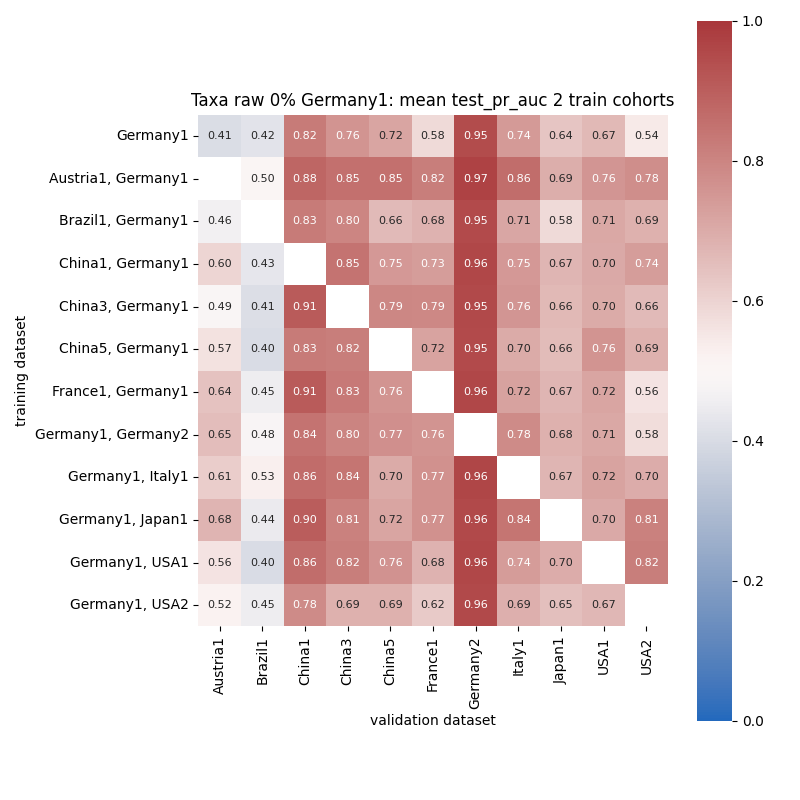 Taxa raw 0% Germany1: mean test_pr_auc 2 train cohorts
training dataset
Germany1 0.41 0.42 0.82 0.76 0.72 0.58 0.95 0.74 0.64 0.67 0.54
Austria1, Germany1 0.50 0.88 0.85 0.85 0.82 0.97 0.86 0.69 0.76 0.78
Brazil1, Germany1 0.46 0.83 0.80 0.66 0.68 0.95 0.71 0.58 0.71 0.69
China1, Germany1 0.60 0.43 0.85 0.75 0.73 0.96 0.75 0.67 0.70 0.74
China3, Germany1 0.49 0.41 0.91 0.79 0.79 0.95 0.76 0.66 0.70 0.66
China5, Germany1 0.57 0.40 0.83 0.82 0.72 0.95 0.70 0.66 0.76 0.69
France1, Germany1 0.64 0.45 0.91 0.83 0.76 0.96 0.72 0.67 0.72 0.56
Germany1, Germany2 0.65 0.48 0.84 0.80 0.77 0.76 0.78 0.68 0.71 0.58
Germany1, Italy1 0.61 0.53 0.86 0.84 0.70 0.77 0.96 0.67 0.72 0.70
Germany1, Japan1 0.68 0.44 0.90 0.81 0.72 0.77 0.96 0.84 0.70 0.81
Germany1, USA1 0.56 0.40 0.86 0.82 0.76 0.68 0.96 0.74 0.70 0.82
Germany1, USA2 0.52 0.45 0.78 0.69 0.69 0.62 0.96 0.69 0.65 0.67
Austria1 Brazil1 China1 China3 China5 France1 Germany2 Italy1 Japan1 USA1 USA2
validation dataset
1.0
0.8
0.6
0.4
0.2
0.0